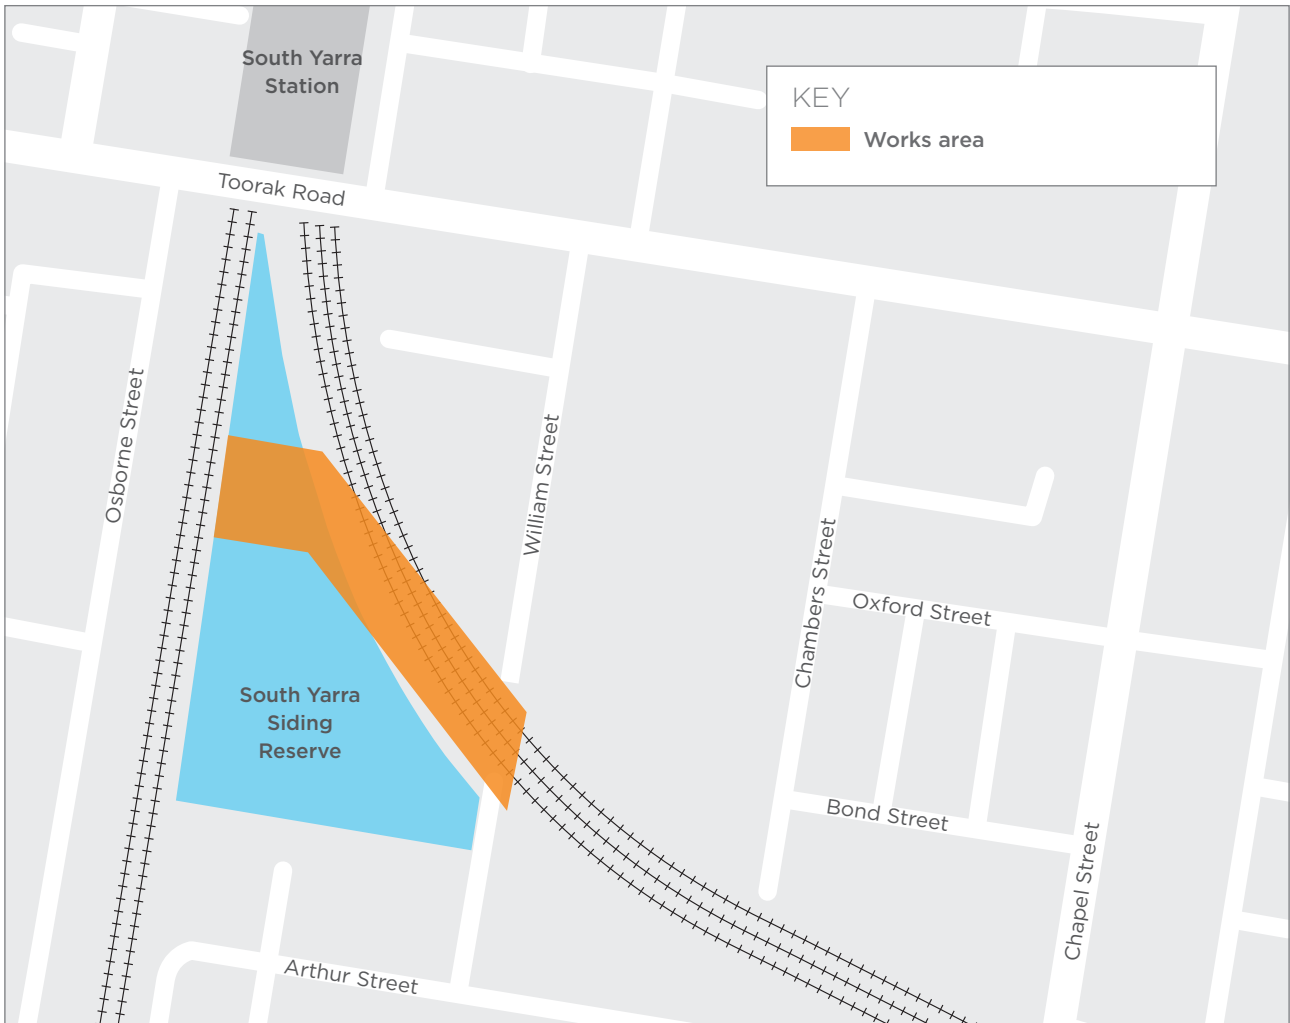 South Yarra
Station
KEY
Works area
Toorak Road
Osborne Street
William Street
Chambers Street
Oxford Street
South Yarra
Siding
Reserve
Bond Street
Chapel Street
Arthur Street